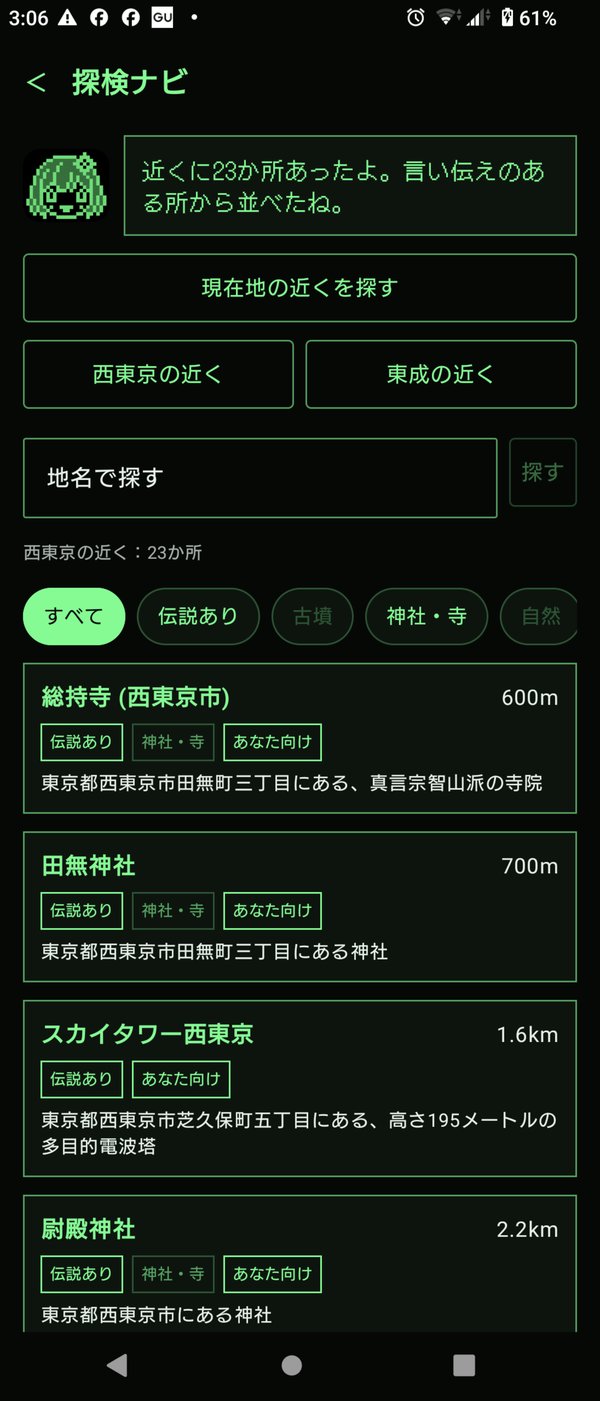 3:06
GU
61%
< 探検ナビ
近くに23か所あったよ。言い伝えのあ
る所から並べたね。
現在地の近くを探す
西東京の近く
東成の近く
地名で探す
探す
西東京の近く：23か所
すべて
伝説あり
古墳
神社・寺
自然
総持寺 (西東京市)
600m
伝説あり
神社・寺
あなた向け
東京都西東京市田無町三丁目にある、真言宗智山派の寺院
田無神社
700m
伝説あり
神社・寺
あなた向け
東京都西東京市田無町三丁目にある神社
スカイタワー西東京
1.6km
伝説あり
あなた向け
東京都西東京市芝久保町五丁目にある、高さ195メートルの
多目的電波塔
尉殿神社
2.2km
伝説あり
神社・寺
あなた向け
東京都西東京市にある神社